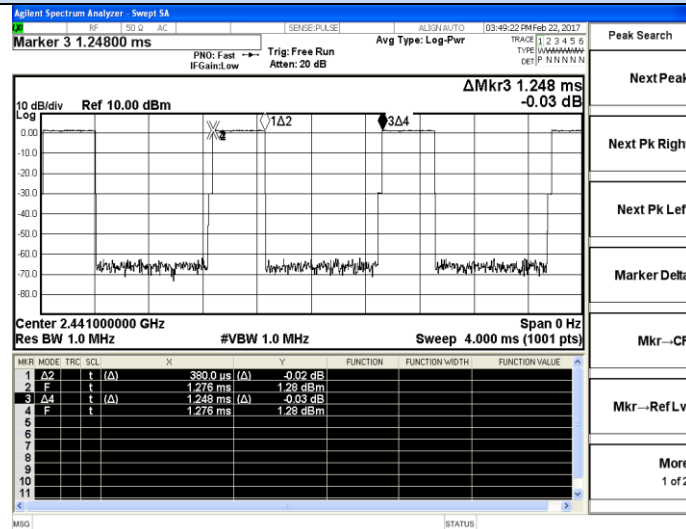 Agilent Spectrum Analyzer - Swept SA
RF 50 Ω AC SENSE:PULSE ALIGN AUTO 03:49:22 PM Feb 22, 2017
Marker 3 1.24800 ms
PNO: Fast
IFGain:Low
Trig: Free Run
Atten: 20 dB
Avg Type: Log-Pwr
TRACE 1 2 3 4 5 6
TYPE
DET P N N N N N
Peak Search
ΔMkr3 1.248 ms
-0.03 dB
10 dB/div Ref 10.00 dBm
Log
1Δ2
3Δ4
0.00
-10.0
-20.0
-30.0
-40.0
-50.0
-60.0
-70.0
-80.0
Center 2.441000000 GHz Span 0 Hz
Res BW 1.0 MHz #VBW 1.0 MHz Sweep 4.000 ms (1001 pts)
MKR MODE TRC SCL X Y FUNCTION FUNCTION WIDTH FUNCTION VALUE
1 Δ2 t (Δ) 380.0 µs (Δ) -0.02 dB
2 F t 1.276 ms 1.28 dBm
3 Δ4 t (Δ) 1.248 ms (Δ) -0.03 dB
4 F t 1.276 ms 1.28 dBm
5
6
7
8
9
10
11
MSG STATUS
Next Peak
Next Pk Righ
Next Pk Lef
Marker Delta
Mkr→CF
Mkr→Ref Lv
More
1 of 2